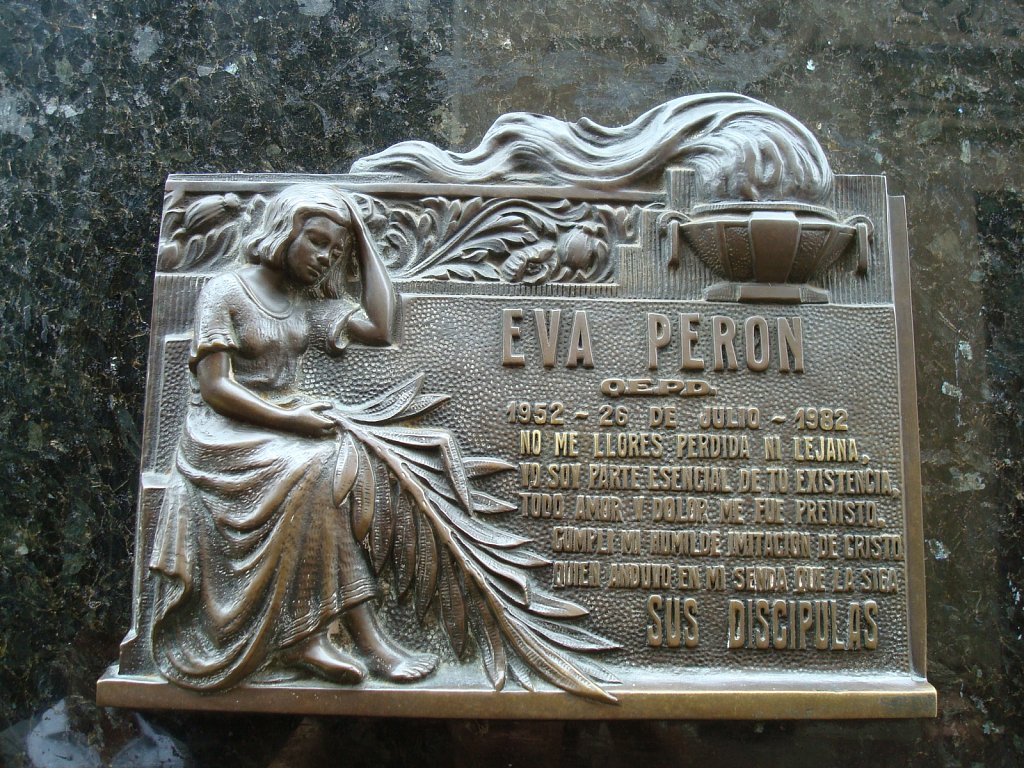 EVA PERON
Q.E.P.D.
1952 - 26 DE JULIO - 1982
NO ME LLORES PERDIDA NI LEJANA,
YO SOY PARTE ESENCIAL DE TU EXISTENCIA,
TODO AMOR Y DOLOR ME FUE PREVISTO.
CUMPLI MI HUMILDE IMITACION DE CRISTO
QUIEN ANDUVO EN MI SENDA QUE LA SIGA
SUS DISCIPULAS